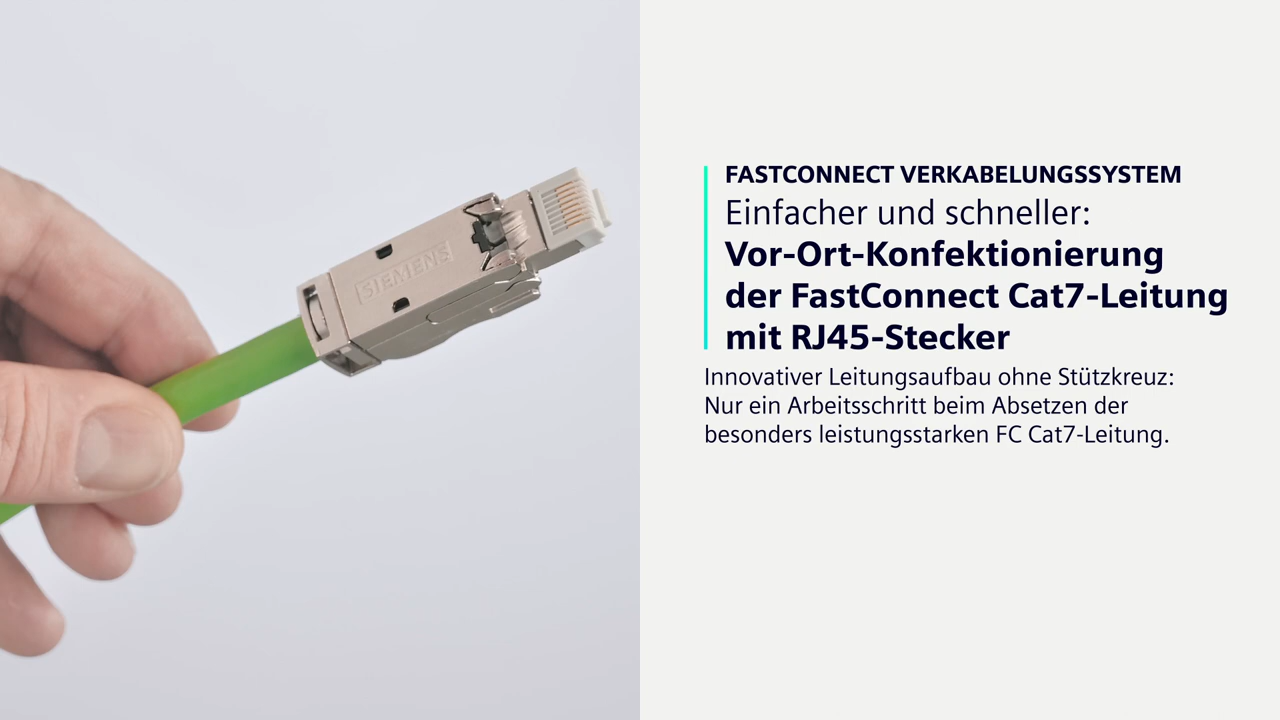 SIEMENS
FASTCONNECT VERKABELUNGSSYSTEM
Einfacher und schneller:
Vor-Ort-Konfektionierung
der FastConnect Cat7-Leitung
mit RJ45-Stecker
Innovativer Leitungsaufbau ohne Stützkreuz:
Nur ein Arbeitsschritt beim Absetzen der
besonders leistungsstarken FC Cat7-Leitung.